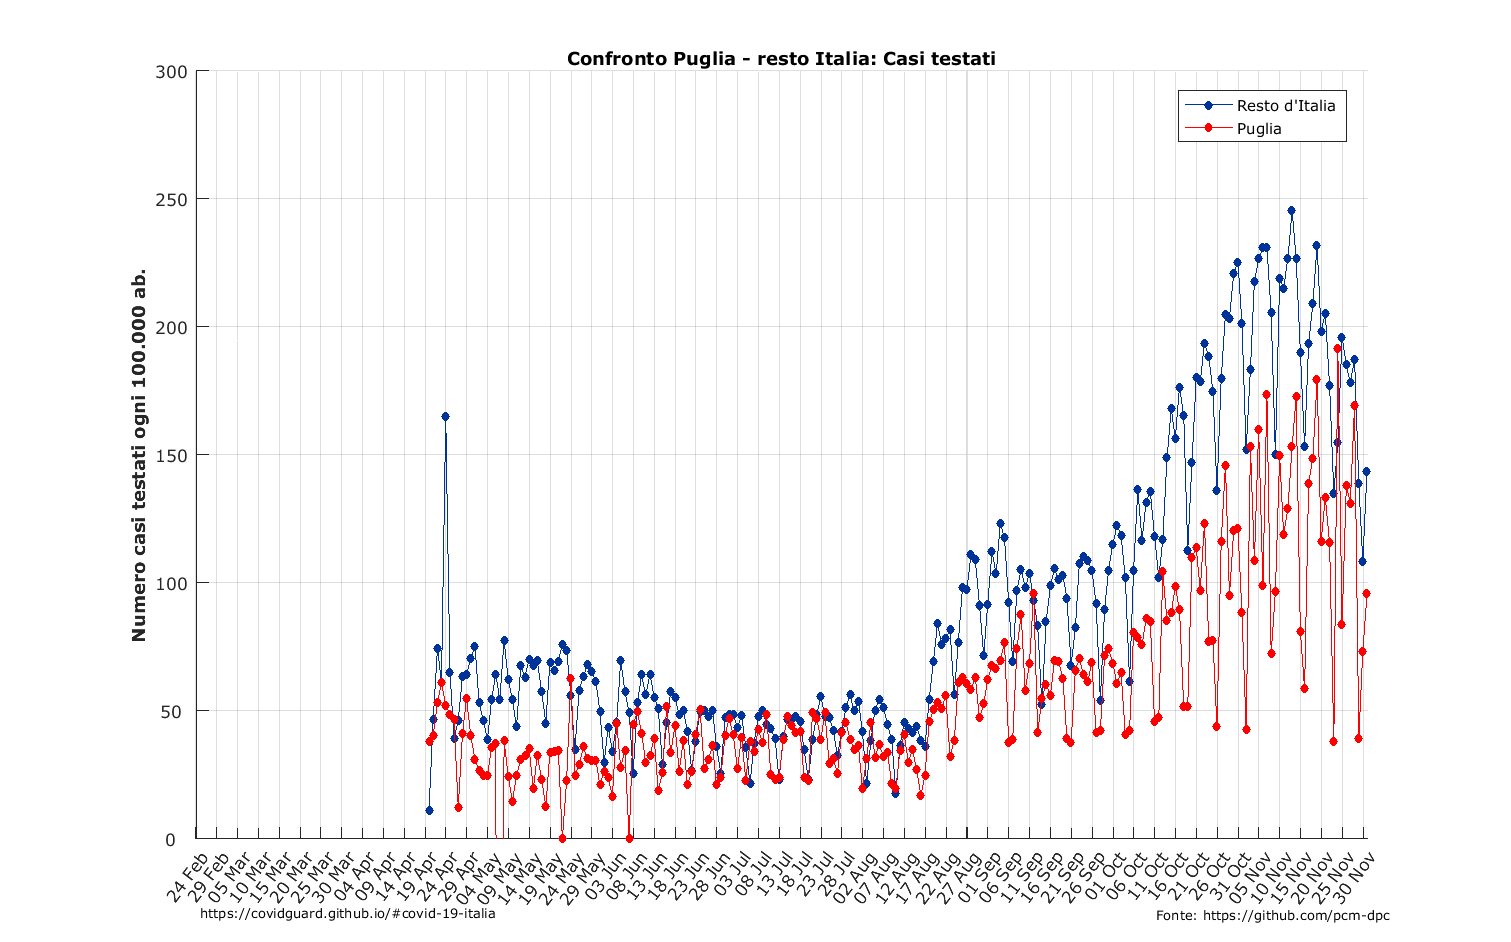 Confronto Puglia - resto Italia: Casi testati
Resto d'Italia
Puglia
Numero casi testati ogni 100.000 ab.
300
250
200
150
100
50
0
24 Feb
29 Feb
05 Mar
10 Mar
15 Mar
20 Mar
25 Mar
30 Mar
04 Apr
09 Apr
14 Apr
19 Apr
24 Apr
29 Apr
04 May
09 May
14 May
19 May
24 May
29 May
03 Jun
08 Jun
13 Jun
18 Jun
23 Jun
28 Jun
03 Jul
08 Jul
13 Jul
18 Jul
23 Jul
28 Jul
02 Aug
07 Aug
12 Aug
17 Aug
22 Aug
27 Aug
01 Sep
06 Sep
11 Sep
16 Sep
21 Sep
26 Sep
01 Oct
06 Oct
11 Oct
16 Oct
21 Oct
26 Oct
31 Oct
05 Nov
10 Nov
15 Nov
20 Nov
25 Nov
30 Nov
https://covidguard.github.io/#covid-19-italia
Fonte: https://github.com/pcm-dpc